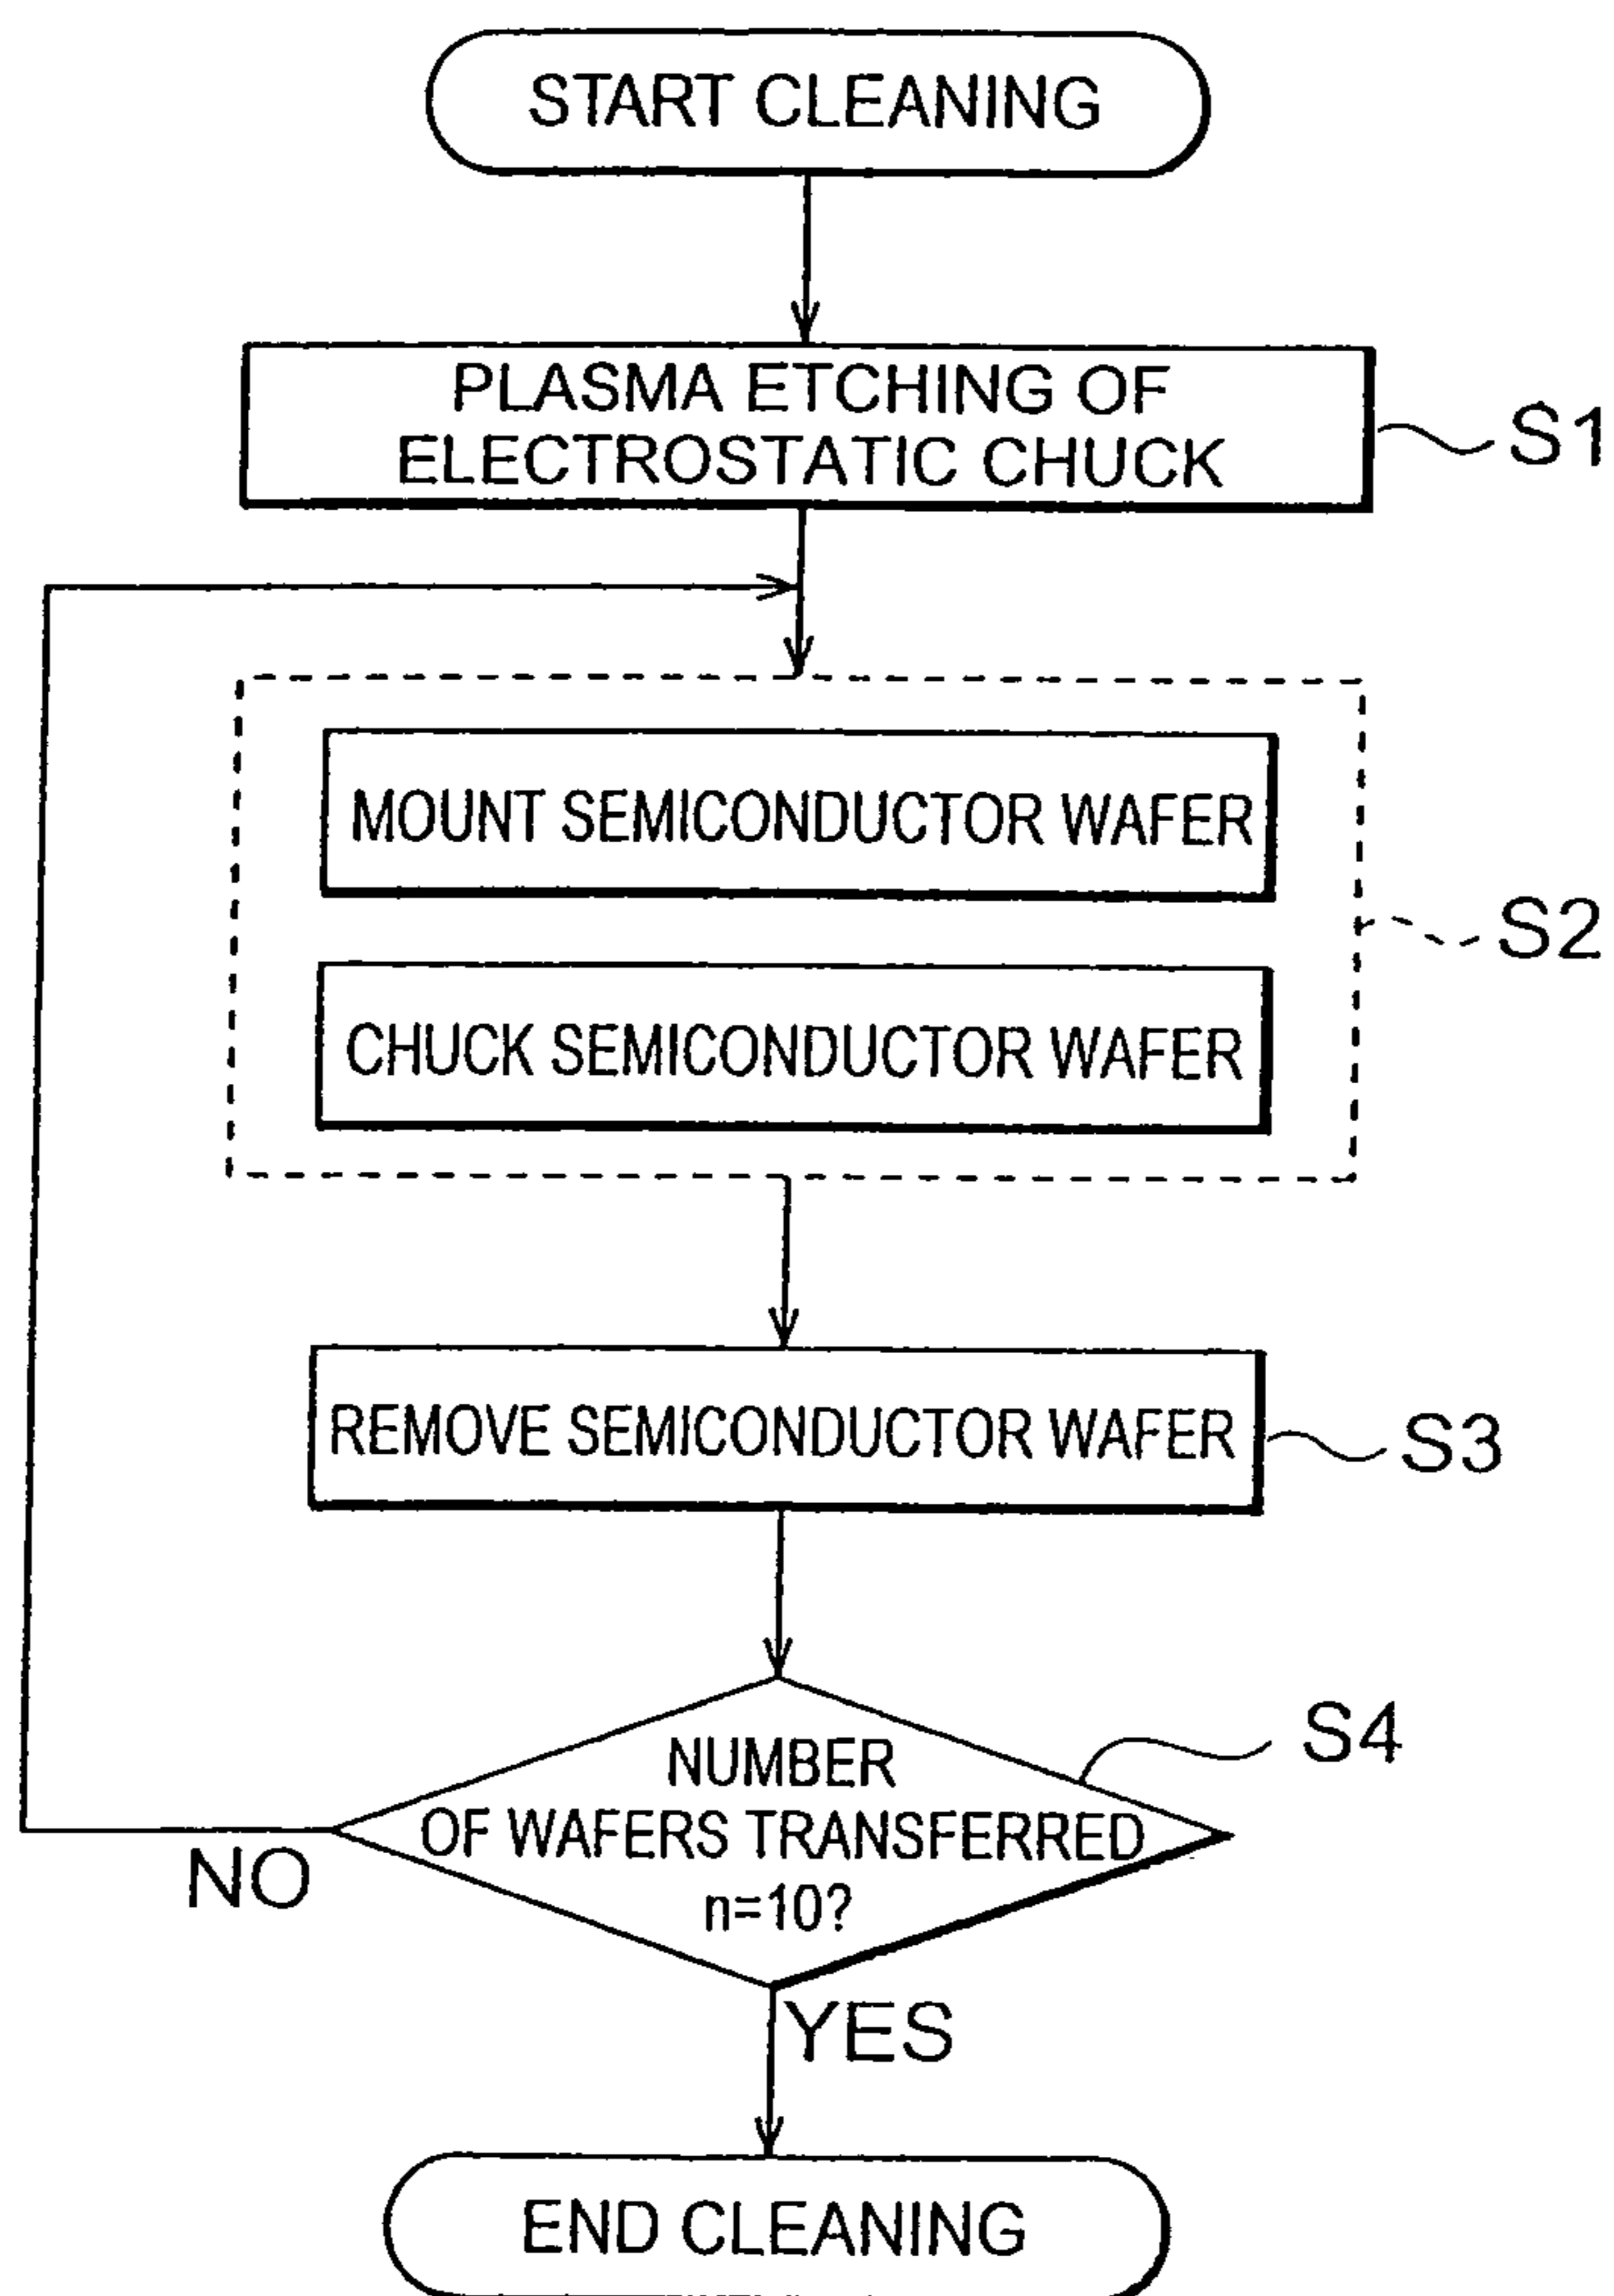 START CLEANING
PLASMA ETCHING OF
ELECTROSTATIC CHUCK
S1
MOUNT SEMICONDUCTOR WAFER
S2
CHUCK SEMICONDUCTOR WAFER
REMOVE SEMICONDUCTOR WAFER
S3
S4
NUMBER
OF WAFERS TRANSFERRED
n=10?
NO
YES
END CLEANING